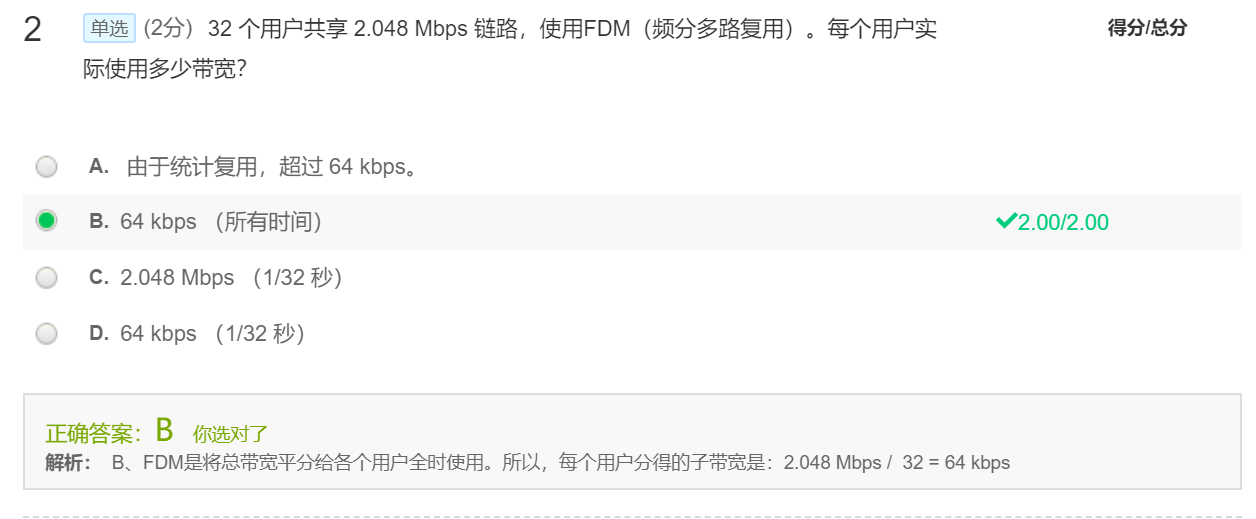 2 单选 (2分) 32 个用户共享 2.048 Mbps 链路，使用FDM（频分多路复用）。每个用户实 得分/总分
际使用多少带宽？
A. 由于统计复用，超过 64 kbps。
B. 64 kbps （所有时间） 2.00/2.00
C. 2.048 Mbps （1/32 秒）
D. 64 kbps （1/32 秒）
正确答案：B 你选对了
解析： B、FDM是将总带宽平分给各个用户全时使用。所以，每个用户分得的子带宽是：2.048 Mbps / 32 = 64 kbps